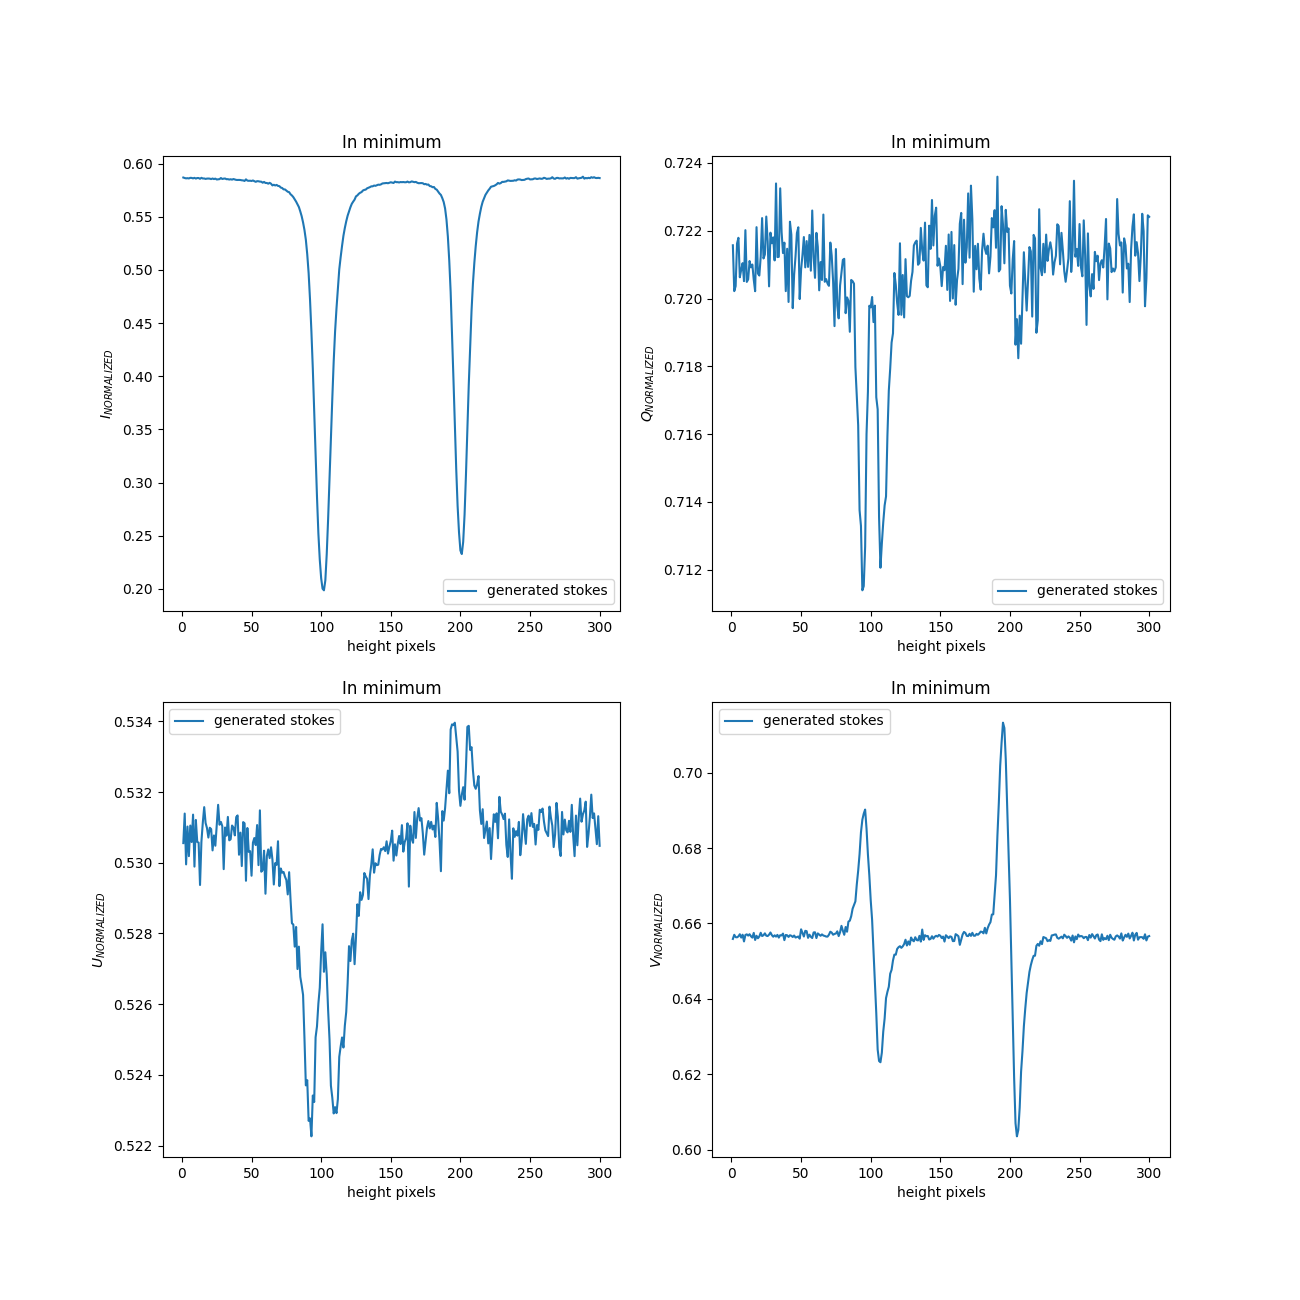 In minimum
0.60
0.55
0.50
0.45
0.40
0.35
0.30
0.25
0.20
I_NORMALIZED
generated stokes
0 50 100 150 200 250 300
height pixels
In minimum
0.724
0.722
0.720
0.718
0.716
0.714
0.712
Q_NORMALIZED
generated stokes
0 50 100 150 200 250 300
height pixels
In minimum
generated stokes
0.534
0.532
0.530
0.528
0.526
0.524
0.522
U_NORMALIZED
0 50 100 150 200 250 300
height pixels
In minimum
generated stokes
0.70
0.68
0.66
0.64
0.62
0.60
V_NORMALIZED
0 50 100 150 200 250 300
height pixels